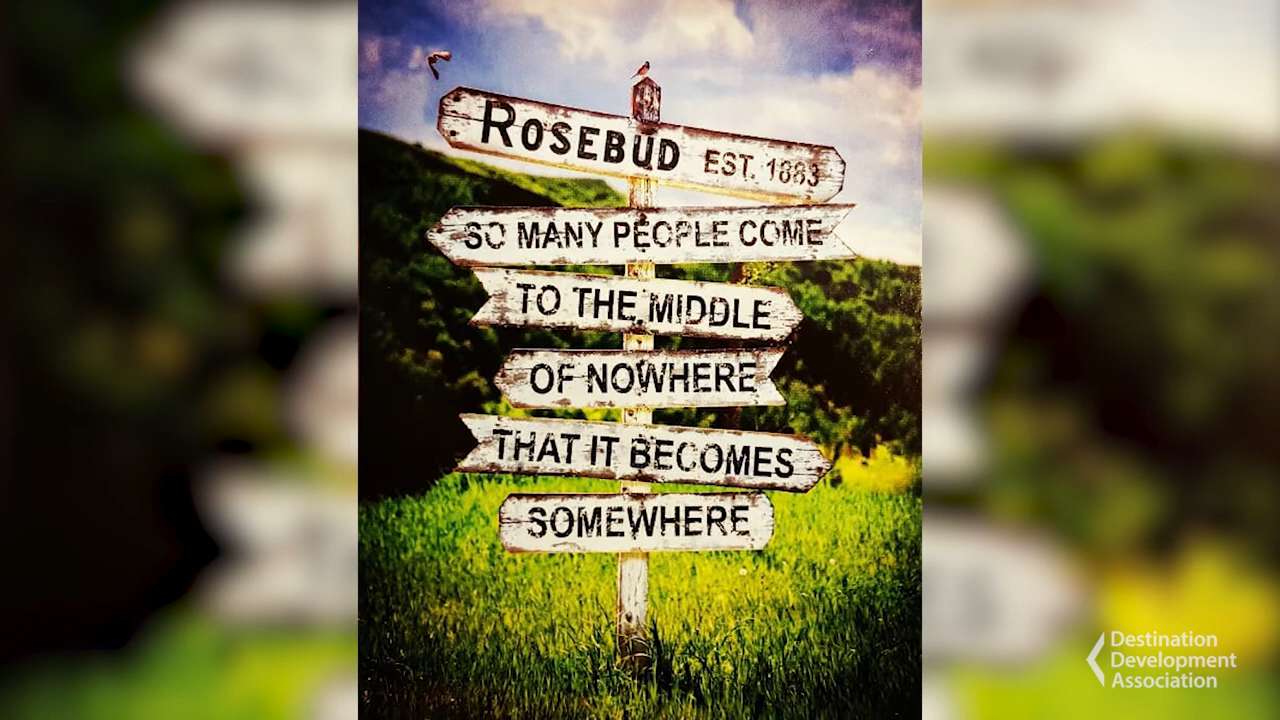 ROSEBUD EST. 1883
SO MANY PEOPLE COME
TO THE MIDDLE
OF NOWHERE
THAT IT BECOMES
SOMEWHERE
Destination
Development
Association